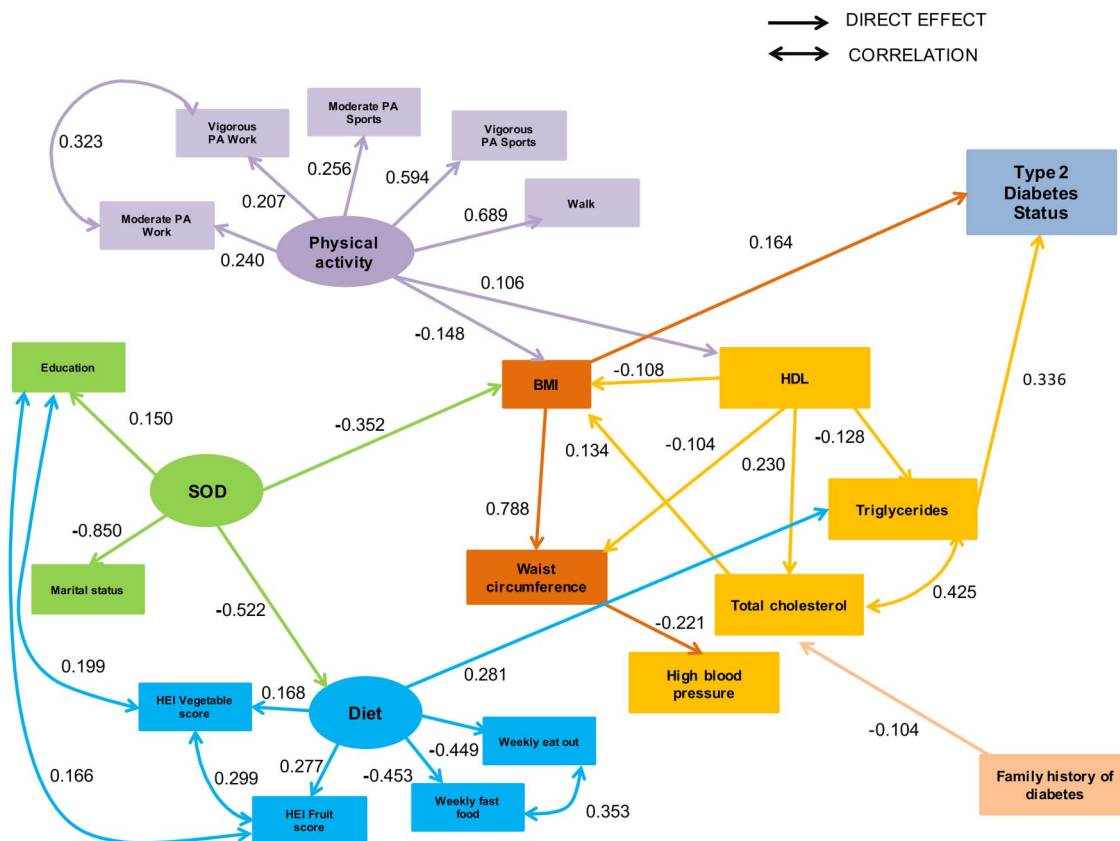 DIRECT EFFECT
CORRELATION
Moderate PA
Sports
Vigorous
PA Work
Vigorous
PA Sports
0.323
0.256
0.594
0.207
Type 2
Diabetes
Status
Walk
Moderate PA
Work
0.689
Physical
activity
0.240
0.164
0.106
-0.148
Education
BMI
-0.108
HDL
0.336
0.150
-0.352
0.134
-0.104
0.230
-0.128
SOD
0.788
Triglycerides
-0.850
Waist
circumference
Marital status
Total cholesterol
0.425
-0.522
-0.221
0.199
0.281
High blood
pressure
HEI Vegetable
score
0.168
Diet
-0.104
Weekly eat out
-0.449
0.166
0.299
0.277
-0.453
Family history of
diabetes
HEI Fruit
score
Weekly fast
food
0.353